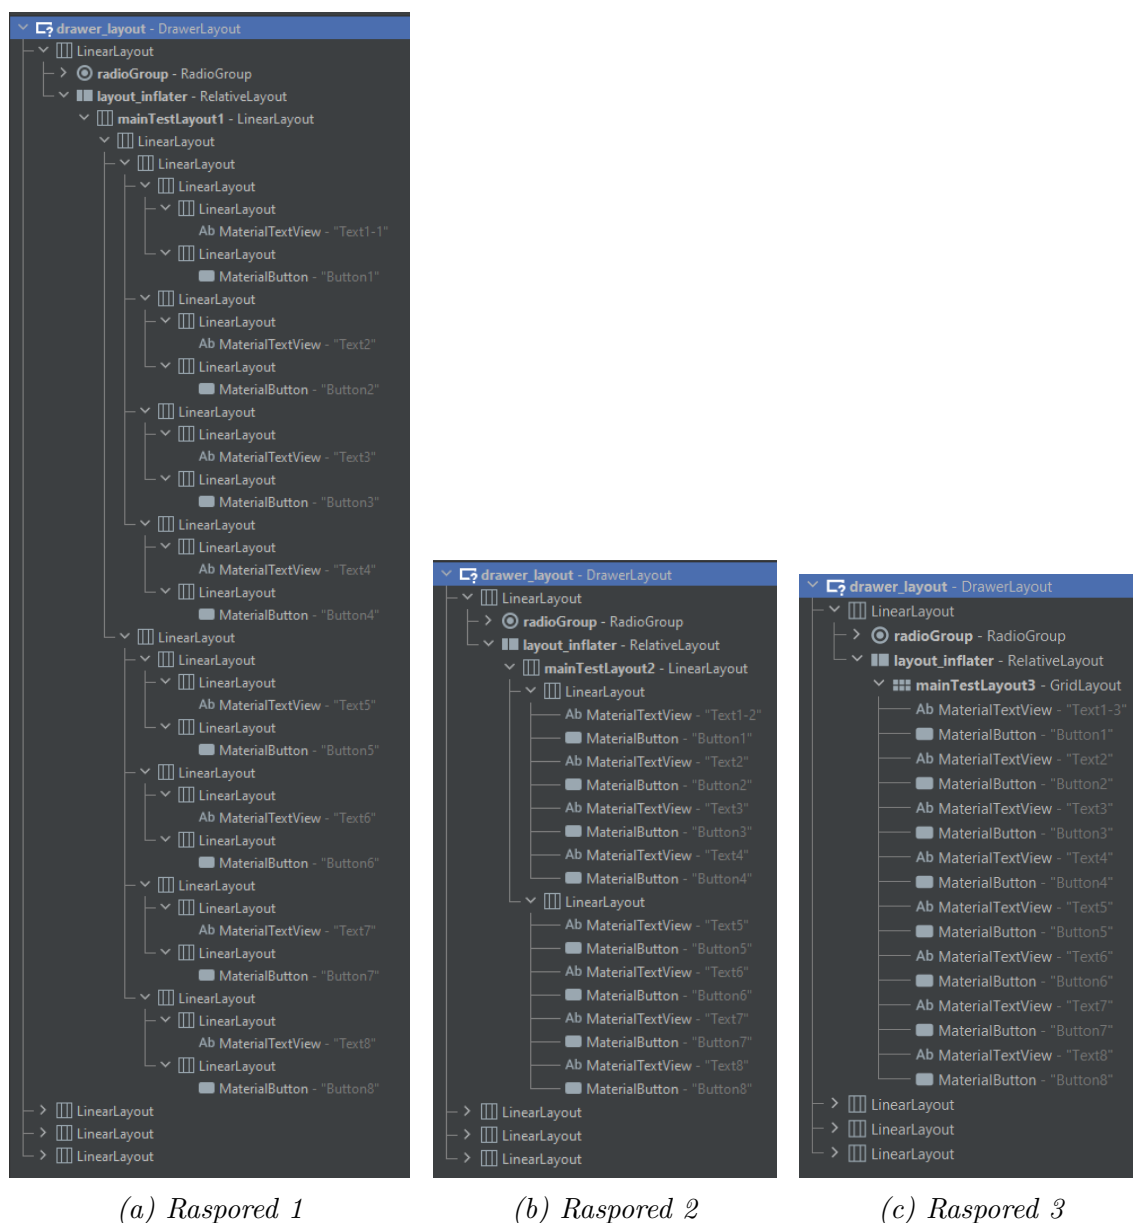 drawer_layout - DrawerLayout
LinearLayout
radioGroup - RadioGroup
layout_inflater - RelativeLayout
mainTestLayout1 - LinearLayout
LinearLayout
LinearLayout
LinearLayout
LinearLayout
Ab MaterialTextView - "Text1-1"
LinearLayout
MaterialButton - "Button1"
LinearLayout
LinearLayout
Ab MaterialTextView - "Text2"
LinearLayout
MaterialButton - "Button2"
LinearLayout
LinearLayout
Ab MaterialTextView - "Text3"
LinearLayout
MaterialButton - "Button3"
LinearLayout
LinearLayout
Ab MaterialTextView - "Text4"
LinearLayout
MaterialButton - "Button4"
LinearLayout
LinearLayout
LinearLayout
Ab MaterialTextView - "Text5"
LinearLayout
MaterialButton - "Button5"
LinearLayout
LinearLayout
Ab MaterialTextView - "Text6"
LinearLayout
MaterialButton - "Button6"
LinearLayout
LinearLayout
Ab MaterialTextView - "Text7"
LinearLayout
MaterialButton - "Button7"
LinearLayout
LinearLayout
Ab MaterialTextView - "Text8"
LinearLayout
MaterialButton - "Button8"
LinearLayout
LinearLayout
LinearLayout
(a) Raspored 1
drawer_layout - DrawerLayout
LinearLayout
radioGroup - RadioGroup
layout_inflater - RelativeLayout
mainTestLayout2 - LinearLayout
LinearLayout
Ab MaterialTextView - "Text1-2"
MaterialButton - "Button1"
Ab MaterialTextView - "Text2"
MaterialButton - "Button2"
Ab MaterialTextView - "Text3"
MaterialButton - "Button3"
Ab MaterialTextView - "Text4"
MaterialButton - "Button4"
LinearLayout
Ab MaterialTextView - "Text5"
MaterialButton - "Button5"
Ab MaterialTextView - "Text6"
MaterialButton - "Button6"
Ab MaterialTextView - "Text7"
MaterialButton - "Button7"
Ab MaterialTextView - "Text8"
MaterialButton - "Button8"
LinearLayout
LinearLayout
LinearLayout
(b) Raspored 2
drawer_layout - DrawerLayout
LinearLayout
radioGroup - RadioGroup
layout_inflater - RelativeLayout
mainTestLayout3 - GridLayout
Ab MaterialTextView - "Text1-3"
MaterialButton - "Button1"
Ab MaterialTextView - "Text2"
MaterialButton - "Button2"
Ab MaterialTextView - "Text3"
MaterialButton - "Button3"
Ab MaterialTextView - "Text4"
MaterialButton - "Button4"
Ab MaterialTextView - "Text5"
MaterialButton - "Button5"
Ab MaterialTextView - "Text6"
MaterialButton - "Button6"
Ab MaterialTextView - "Text7"
MaterialButton - "Button7"
Ab MaterialTextView - "Text8"
MaterialButton - "Button8"
LinearLayout
LinearLayout
LinearLayout
(c) Raspored 3